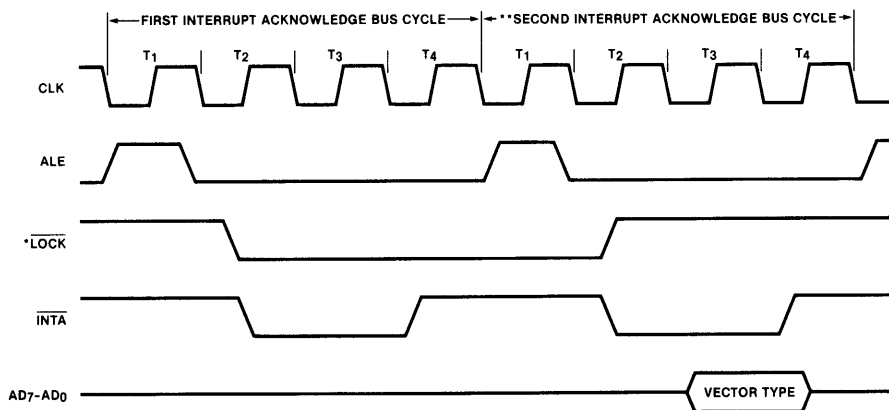 FIRST INTERRUPT ACKNOWLEDGE BUS CYCLE
**SECOND INTERRUPT ACKNOWLEDGE BUS CYCLE
T1 T2 T3 T4 T1 T2 T3 T4
CLK
ALE
*LOCK
INTA
AD7-AD0
VECTOR TYPE